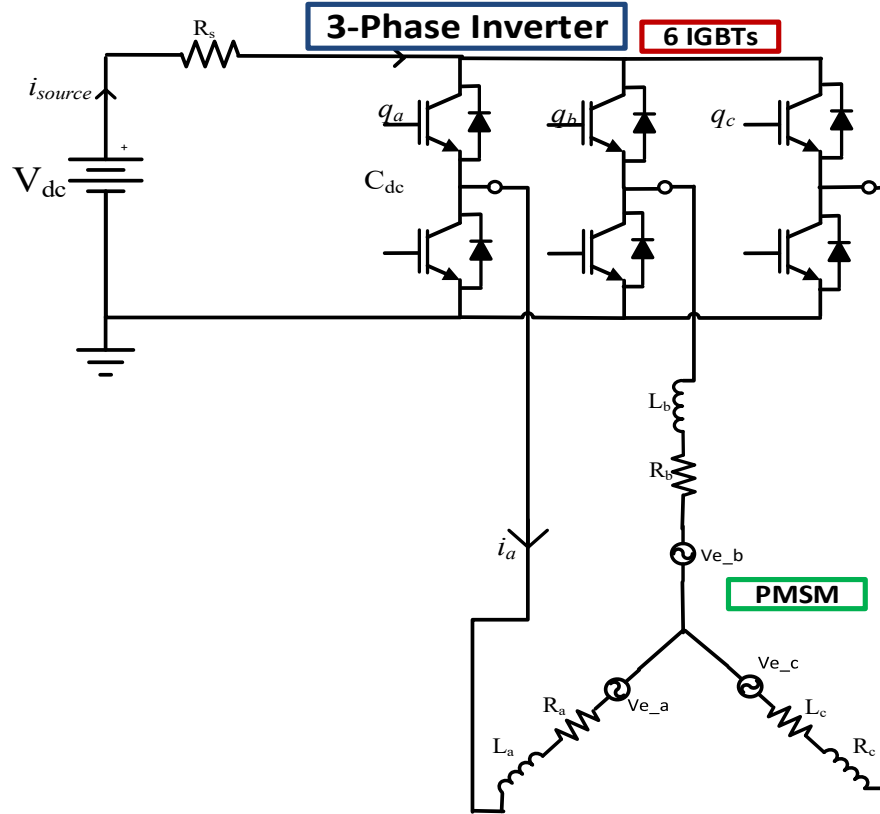 3-Phase Inverter
6 IGBTs
Rs
isource
+
Vdc
qa
qb
qc
Cdc
Lb
Rb
ia
Ve_b
PMSM
Ve_c
Ve_a
Ra
Lc
La
Rc